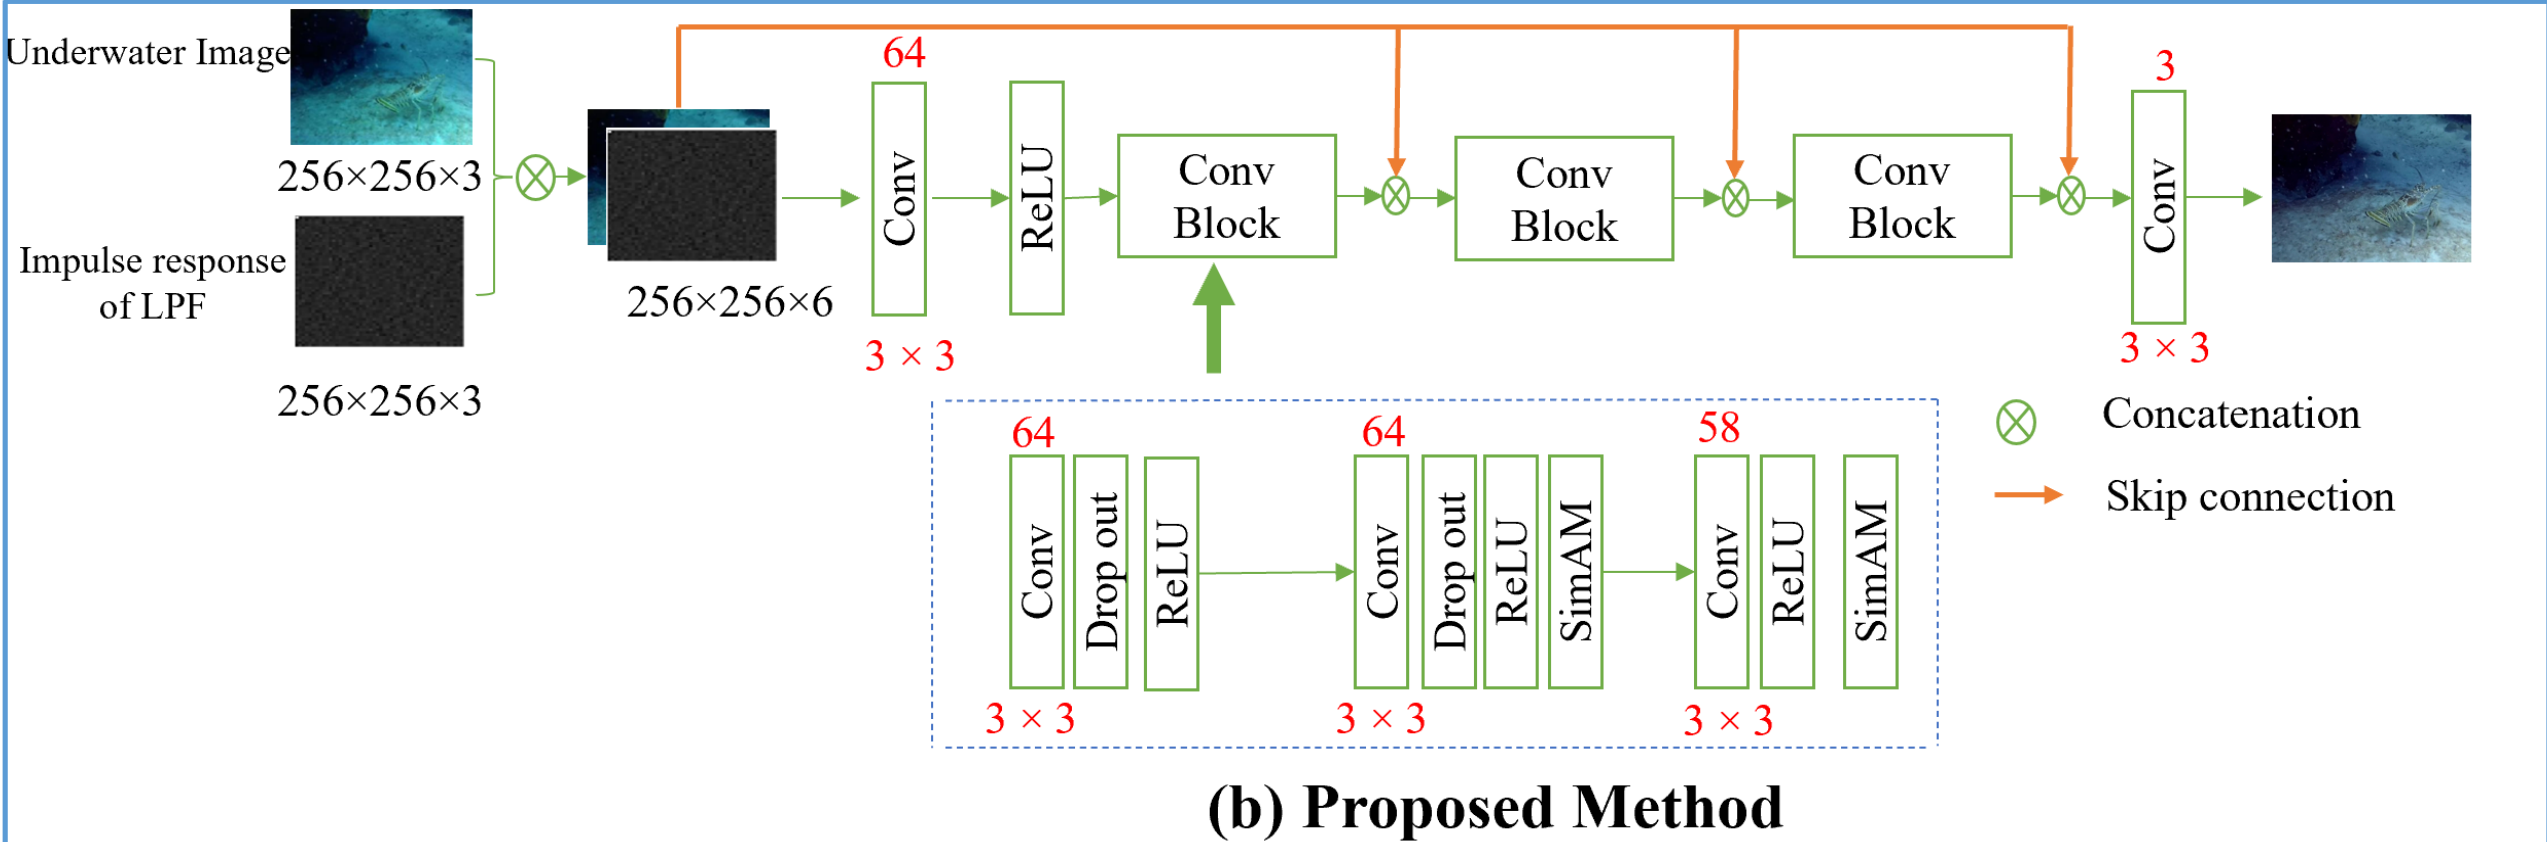 Underwater Image
256×256×3
Impulse response
of LPF
256×256×3
256×256×6
64
Conv
3 × 3
ReLU
Conv
Block
Conv
Block
Conv
Block
3
Conv
3 × 3
64
Conv
3 × 3
Drop out
ReLU
64
Conv
3 × 3
Drop out
ReLU
SimAM
58
Conv
3 × 3
ReLU
SimAM
Concatenation
Skip connection
(b) Proposed Method